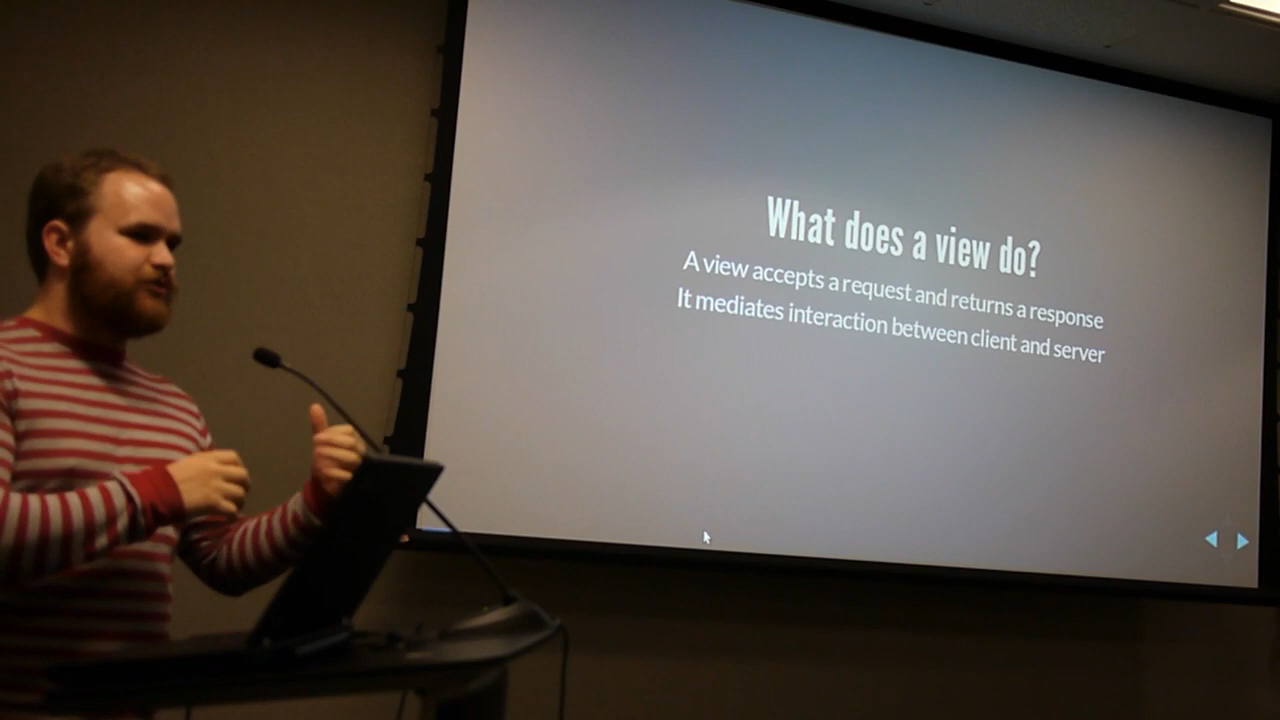 What does a view do?
A view accepts a request and returns a response
It mediates interaction between client and server